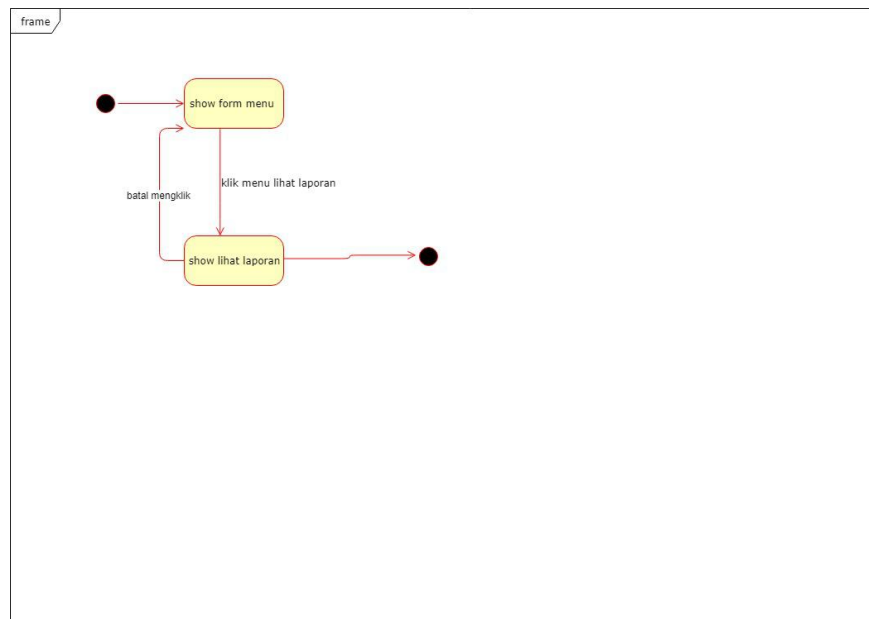 frame
show form menu
klik menu lihat laporan
batal mengklik
show lihat laporan